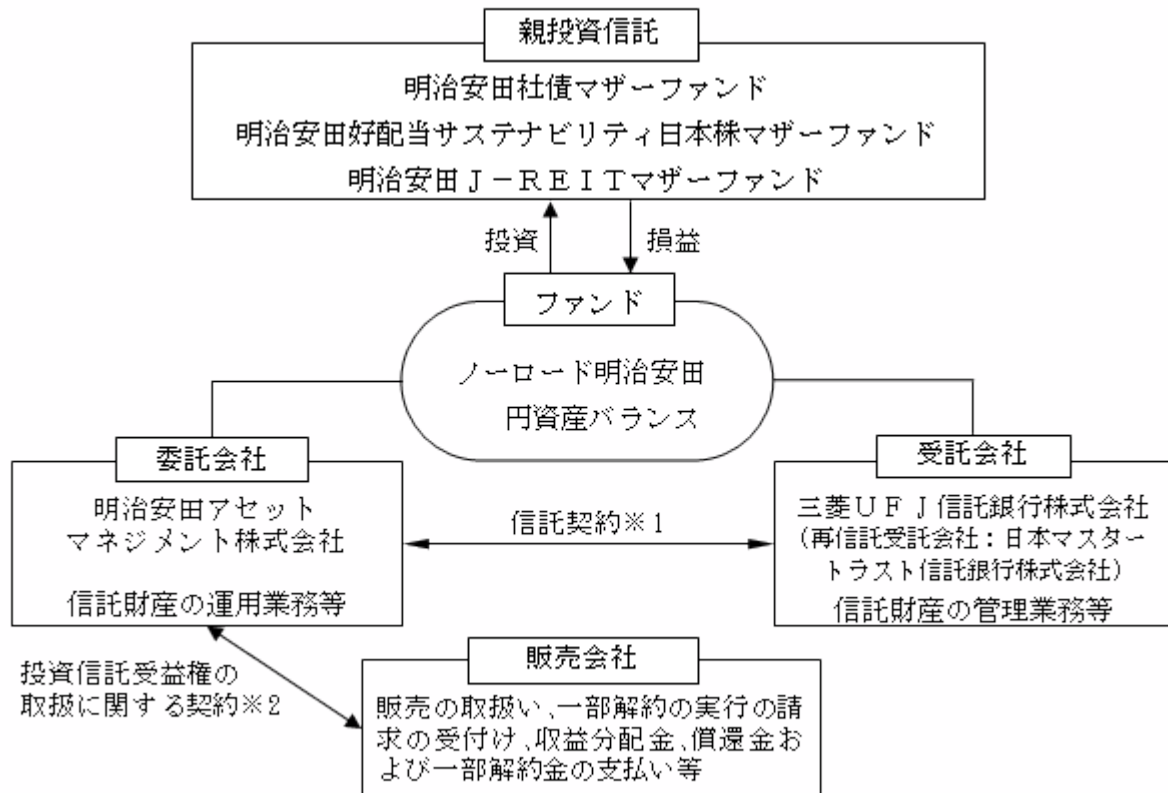 親投資信託
明治安田社債マザーファンド
明治安田好配当サステナビリティ日本株マザーファンド
明治安田J-REITマザーファンド
投資
損益
ファンド
ノーロード明治安田
円資産バランス
委託会社
明治安田アセット
マネジメント株式会社
信託財産の運用業務等
信託契約※1
受託会社
三菱UFJ信託銀行株式会社
(再信託受託会社:日本マスター
トラスト信託銀行株式会社)
信託財産の管理業務等
投資信託受益権の
取扱に関する契約※2
販売会社
販売の取扱い、一部解約の実行の請
求の受付け、収益分配金、償還金お
よび一部解約金の支払い等